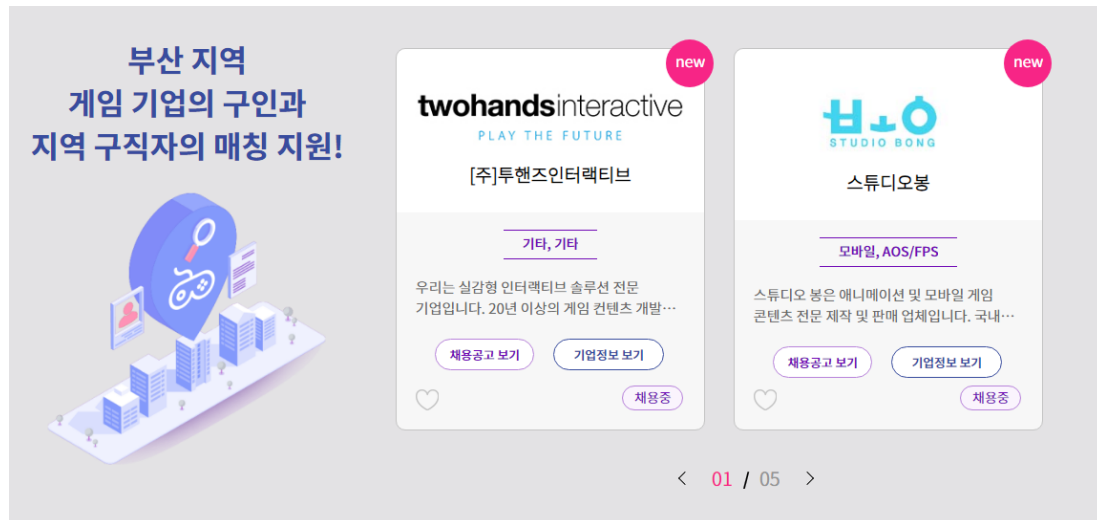 부산 지역
게임 기업의 구인과
지역 구직자의 매칭 지원!
new
twohandsinteractive
PLAY THE FUTURE
[주]투핸즈인터랙티브
기타, 기타
우리는 실감형 인터랙티브 솔루션 전문
기업입니다. 20년 이상의 게임 컨텐츠 개발…
채용공고 보기
기업정보 보기
채용중
new
ㅂㅗㅇ
STUDIO BONG
스튜디오봉
모바일, AOS/FPS
스튜디오 봉은 애니메이션 및 모바일 게임
콘텐츠 전문 제작 및 판매 업체입니다. 국내…
채용공고 보기
기업정보 보기
채용중
< 01 / 05 >